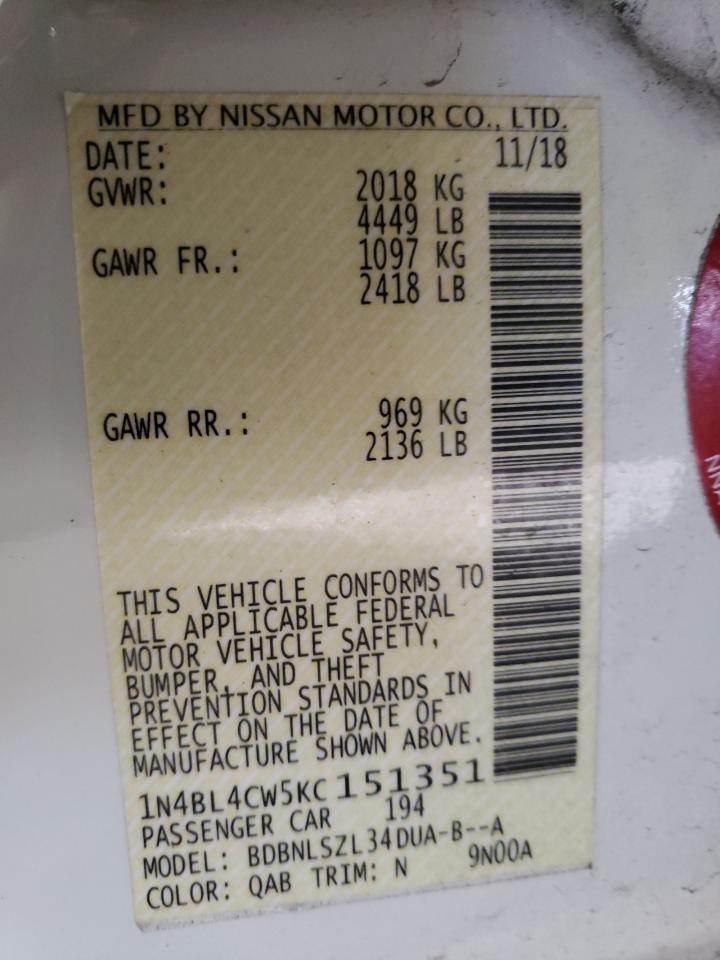 MFD BY NISSAN MOTOR CO., LTD.
DATE: 11/18
GVWR: 2018 KG
4449 LB
GAWR FR.: 1097 KG
2418 LB
GAWR RR.: 969 KG
2136 LB
THIS VEHICLE CONFORMS TO
ALL APPLICABLE FEDERAL
MOTOR VEHICLE SAFETY,
BUMPER, AND THEFT
PREVENTION STANDARDS IN
EFFECT ON THE DATE OF
MANUFACTURE SHOWN ABOVE.
1N4BL4CW5KC151351
PASSENGER CAR 194
MODEL: BDBNLSZL34DUA-B--A
COLOR: QAB TRIM: N 9N00A